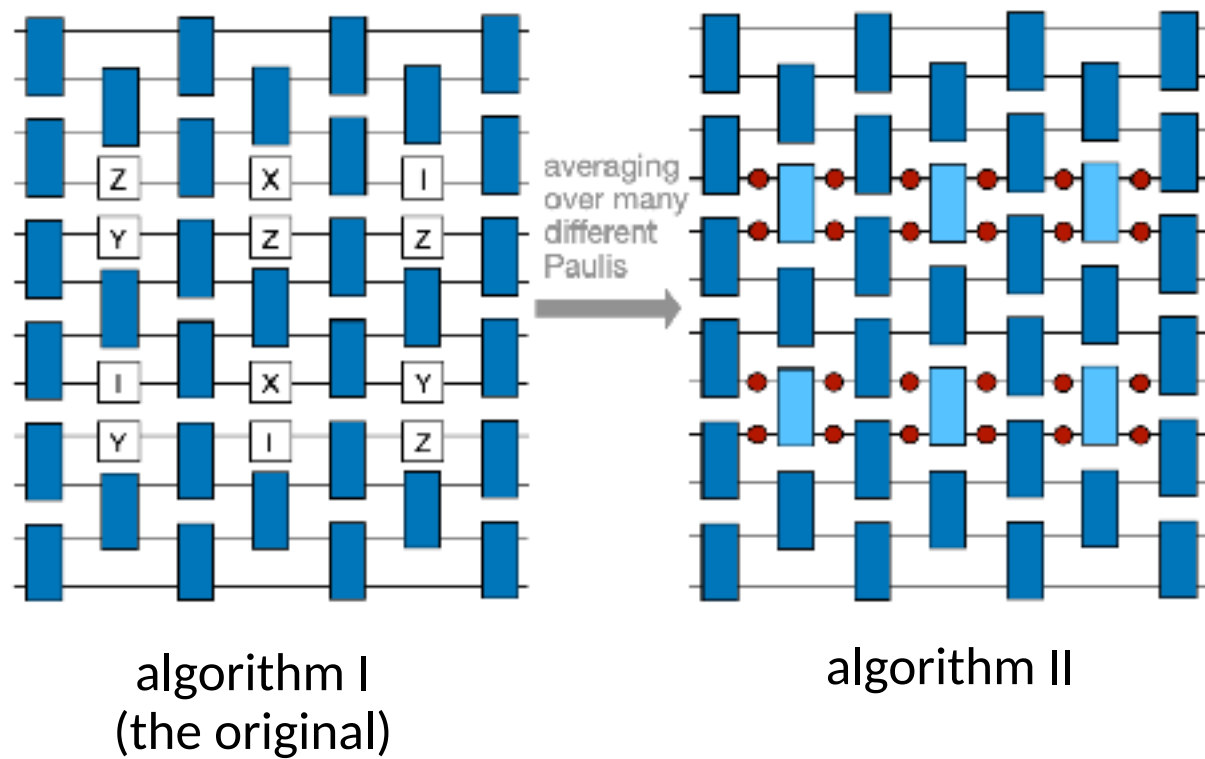 Z X I
Y Z Z
I X Y
Y I Z
averaging
over many
different
Paulis
algorithm I
(the original)
algorithm II